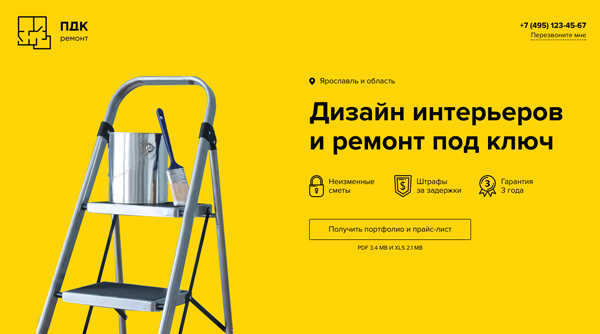 ПДК
ремонт
+7 (495) 123-45-67
Перезвоните мне
Ярославль и область
Дизайн интерьеров
и ремонт под ключ
Неизменные
сметы
Штрафы
за задержки
Гарантия
3 года
Получить портфолио и прайс-лист
PDF 3.4 MB И XLS 2.1 MB